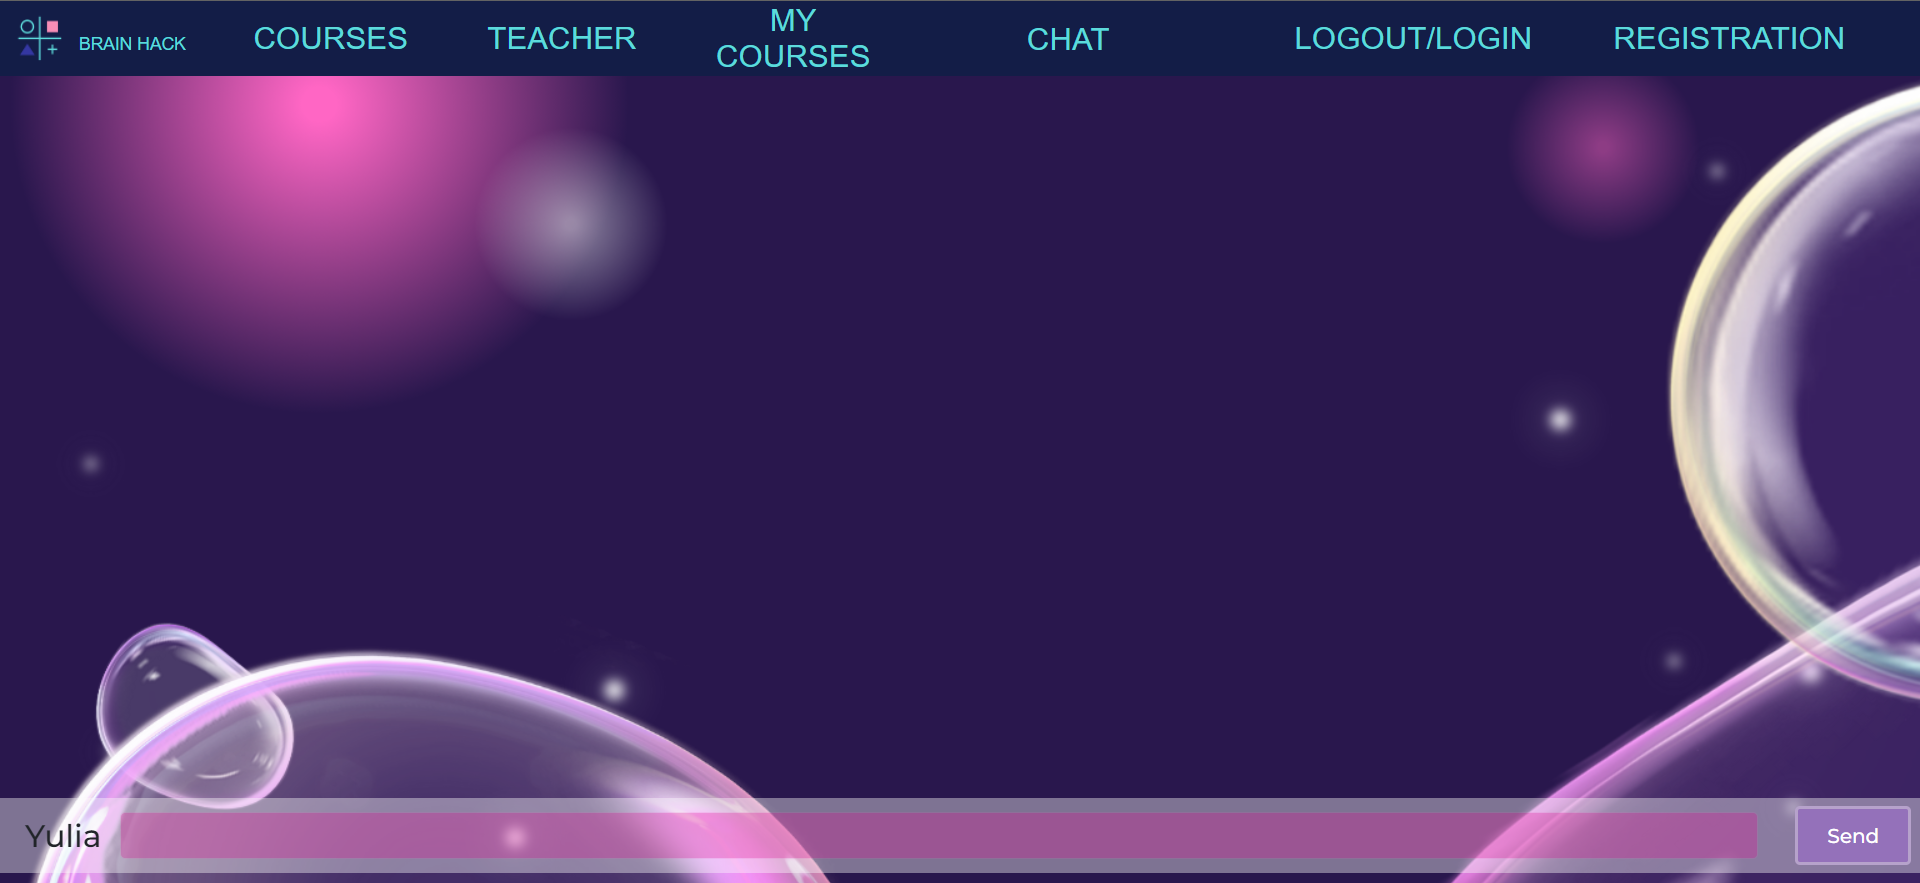 BRAIN HACK
COURSES
TEACHER
MY
COURSES
CHAT
LOGOUT/LOGIN
REGISTRATION
Yulia
Send